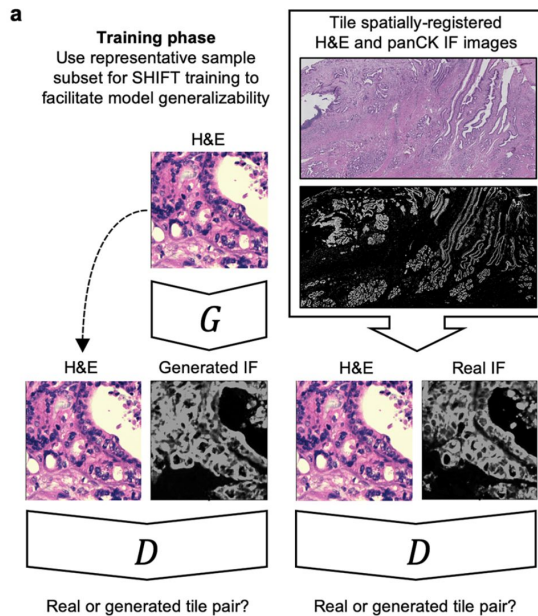 a
Training phase
Use representative sample
subset for SHIFT training to
facilitate model generalizability
H&E
G
H&E
Generated IF
D
Real or generated tile pair?
Tile spatially-registered
H&E and panCK IF images
H&E
Real IF
D
Real or generated tile pair?